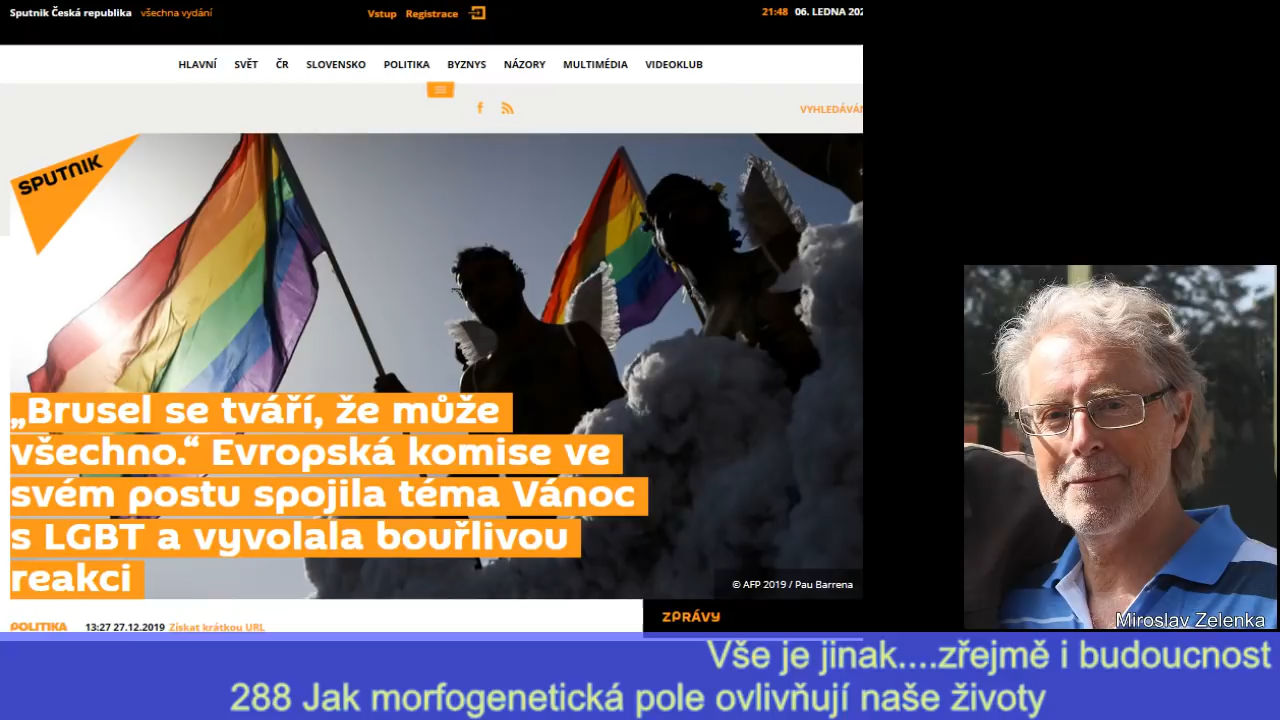 Sputnik Česká republika všechna vydání Vstup Registrace 21:48 06. LEDNA 202
HLAVNÍ SVĚT ČR SLOVENSKO POLITIKA BYZNYS NÁZORY MULTIMÉDIA VIDEOKLUB
VYHLEDÁVÁN
SPUTNIK
„Brusel se tváří, že může
všechno.“ Evropská komise ve
svém postu spojila téma Vánoc
s LGBT a vyvolala bouřlivou
reakci
© AFP 2019 / Pau Barrena
POLITIKA 13:27 27.12.2019 Získat krátkou URL
ZPRÁVY
Miroslav Zelenka
Vše je jinak....zřejmě i budoucnost
288 Jak morfogenetická pole ovlivňují naše životy